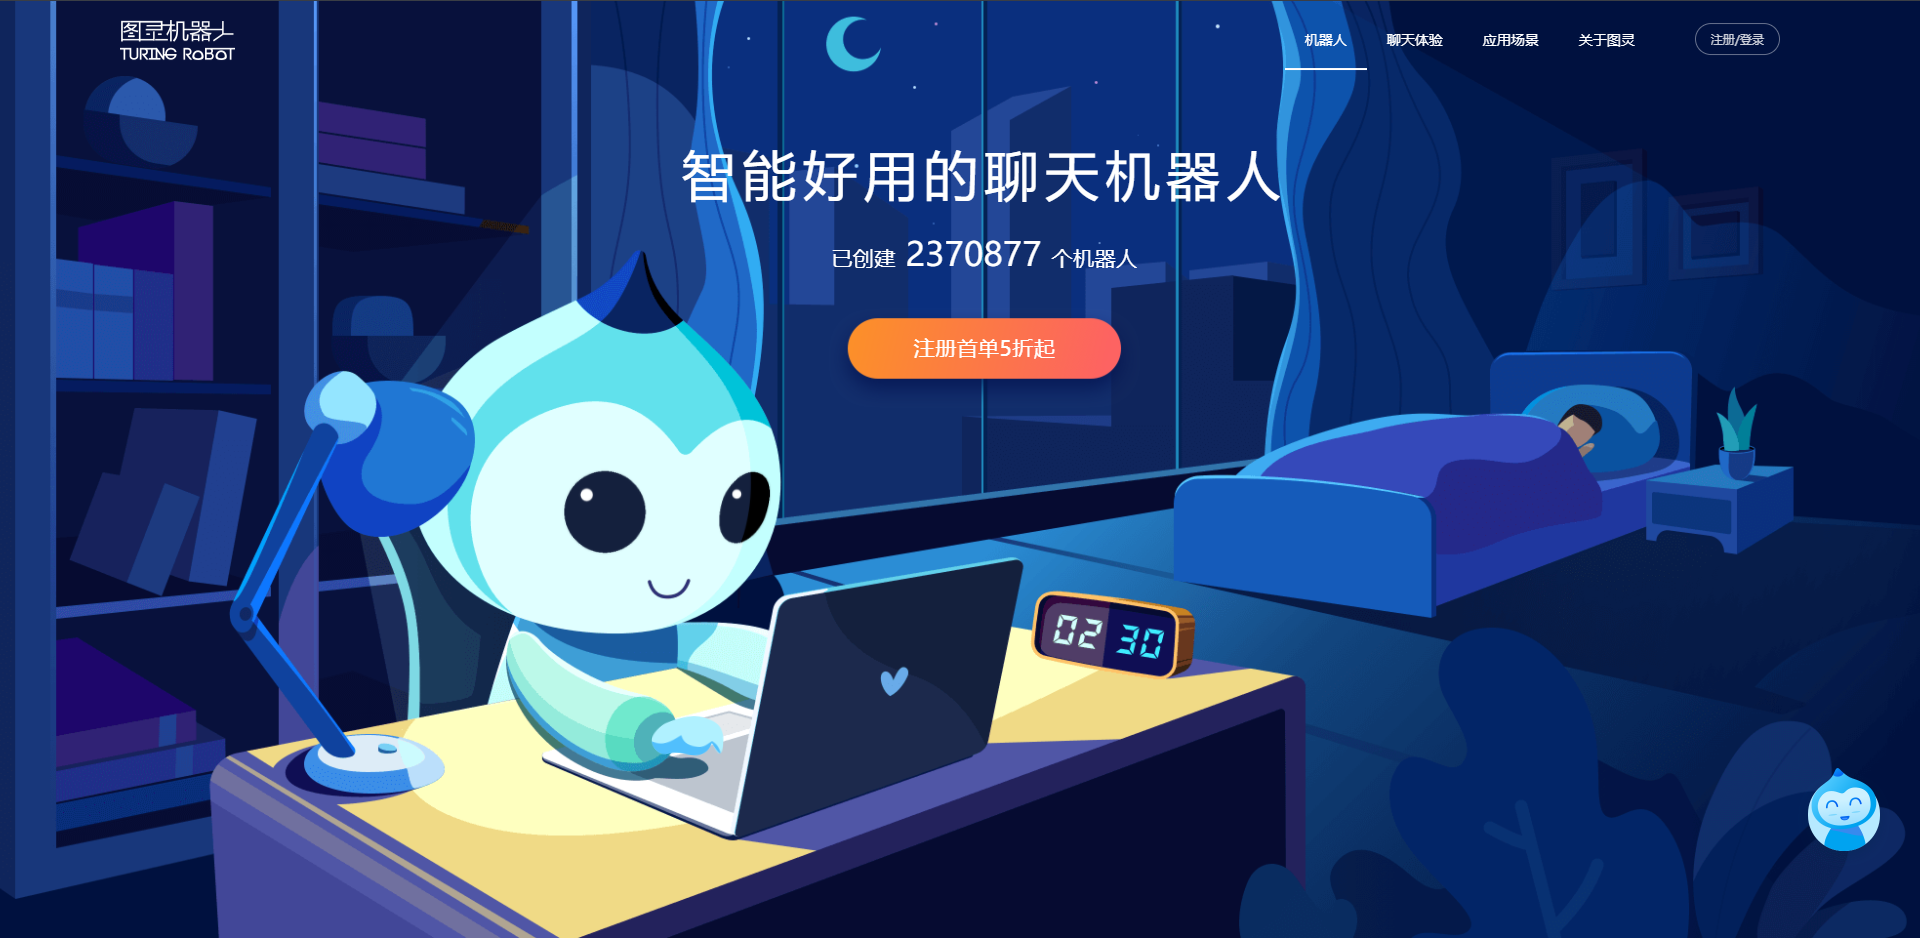 图灵机器人
TURING ROBOT
机器人
聊天体验
应用场景
关于图灵
注册/登录
智能好用的聊天机器人
已创建 2370877 个机器人
注册首单5折起
02 30